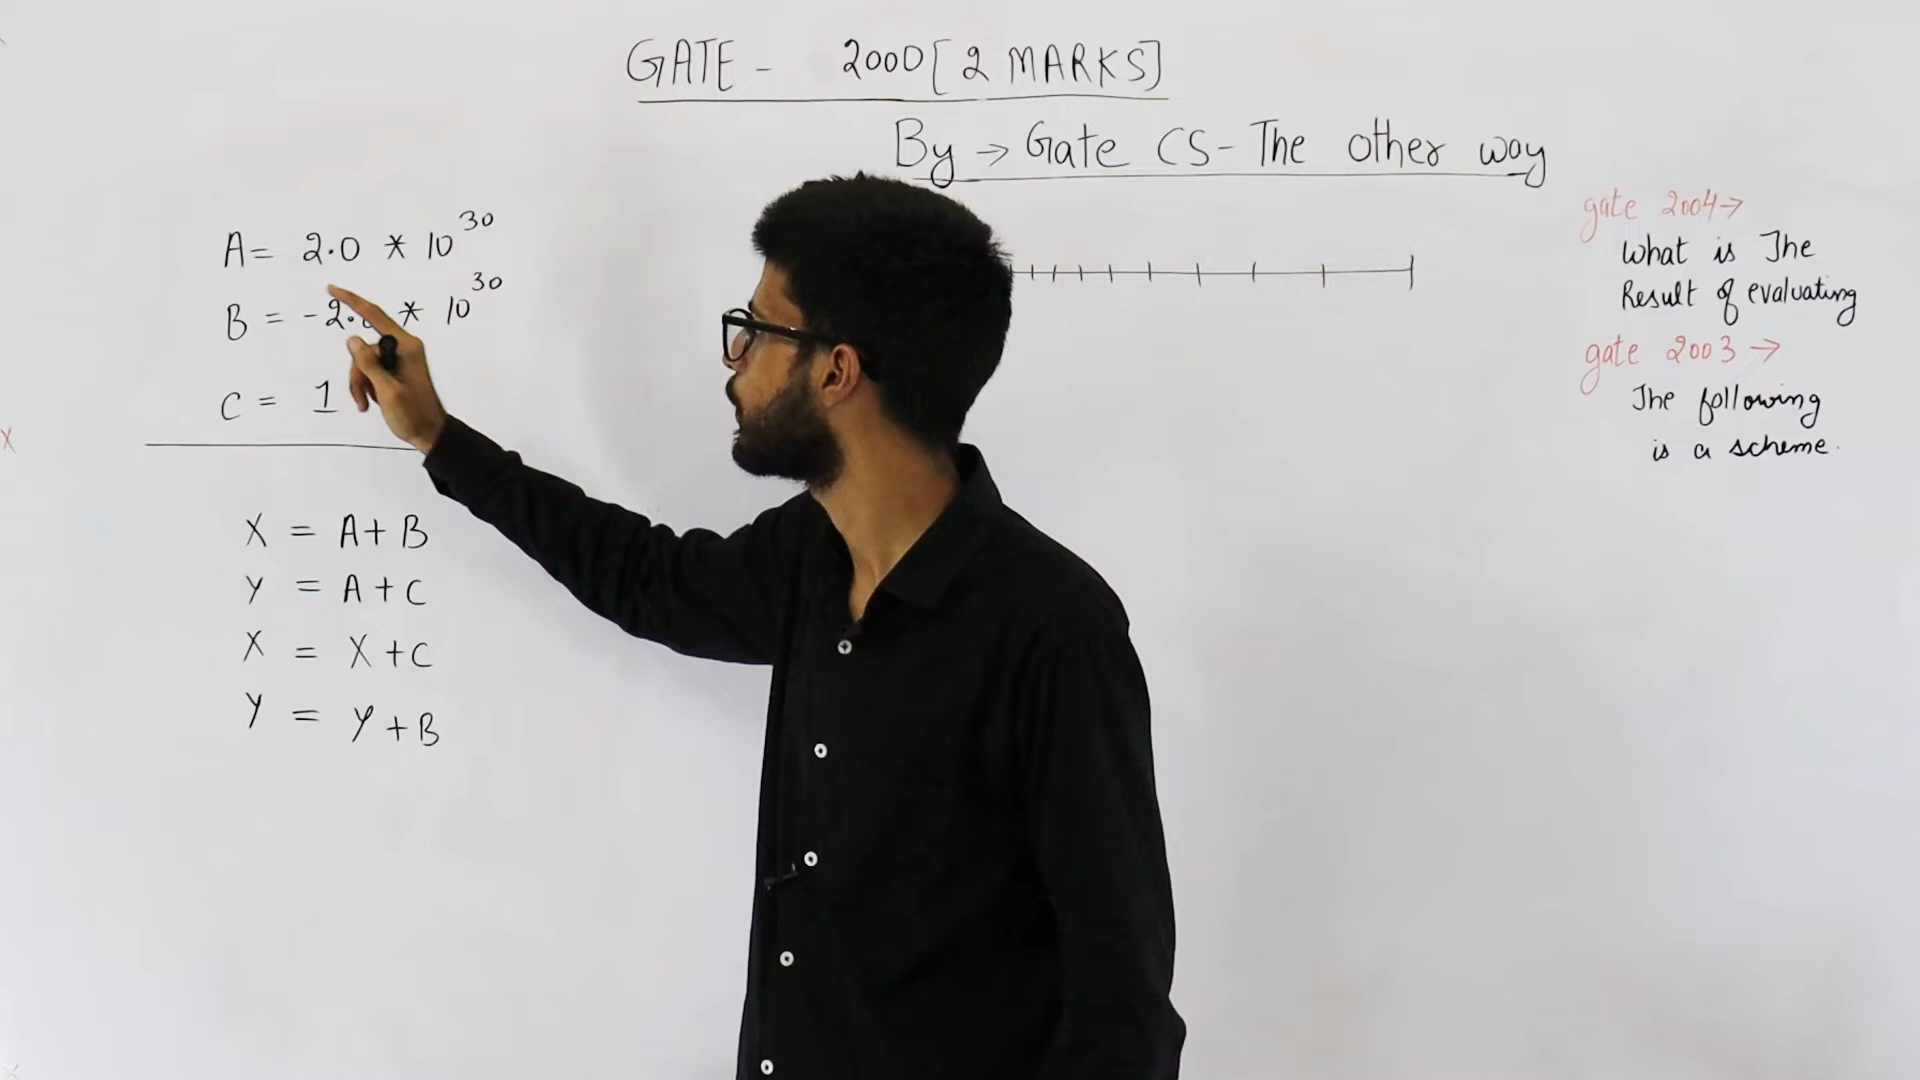 GATE - 2000 [2 MARKS]
By → Gate CS - The other way
A = 2.0 * 10^30
B = -2.0 * 10^30
C = 1
X = A + B
Y = A + C
X = X + C
Y = Y + B
gate 2004 →
What is The
Result of evaluating
gate 2003 →
The following
is a scheme.